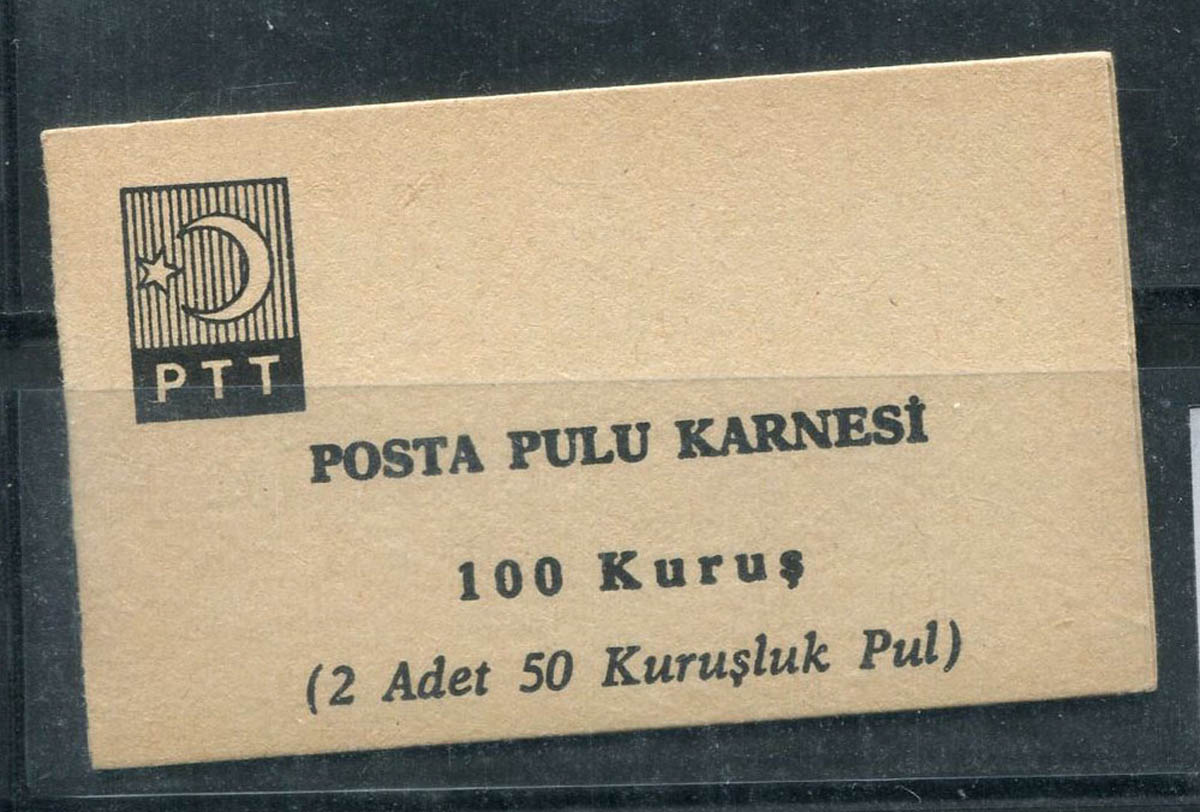 PTT
POSTA PULU KARNESİ
100 Kuruş
(2 Adet 50 Kuruşluk Pul)